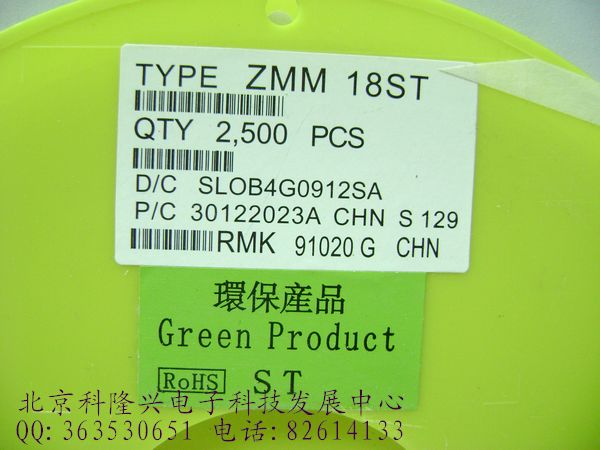 TYPE ZMM 18ST
QTY 2,500 PCS
D/C SLOB4G0912SA
P/C 30122023A CHN S 129
RMK 91020 G CHN
環保産品
Green Product
RoHS ST
北京科隆兴电子科技发展中心
QQ:363530651 电话:82614133